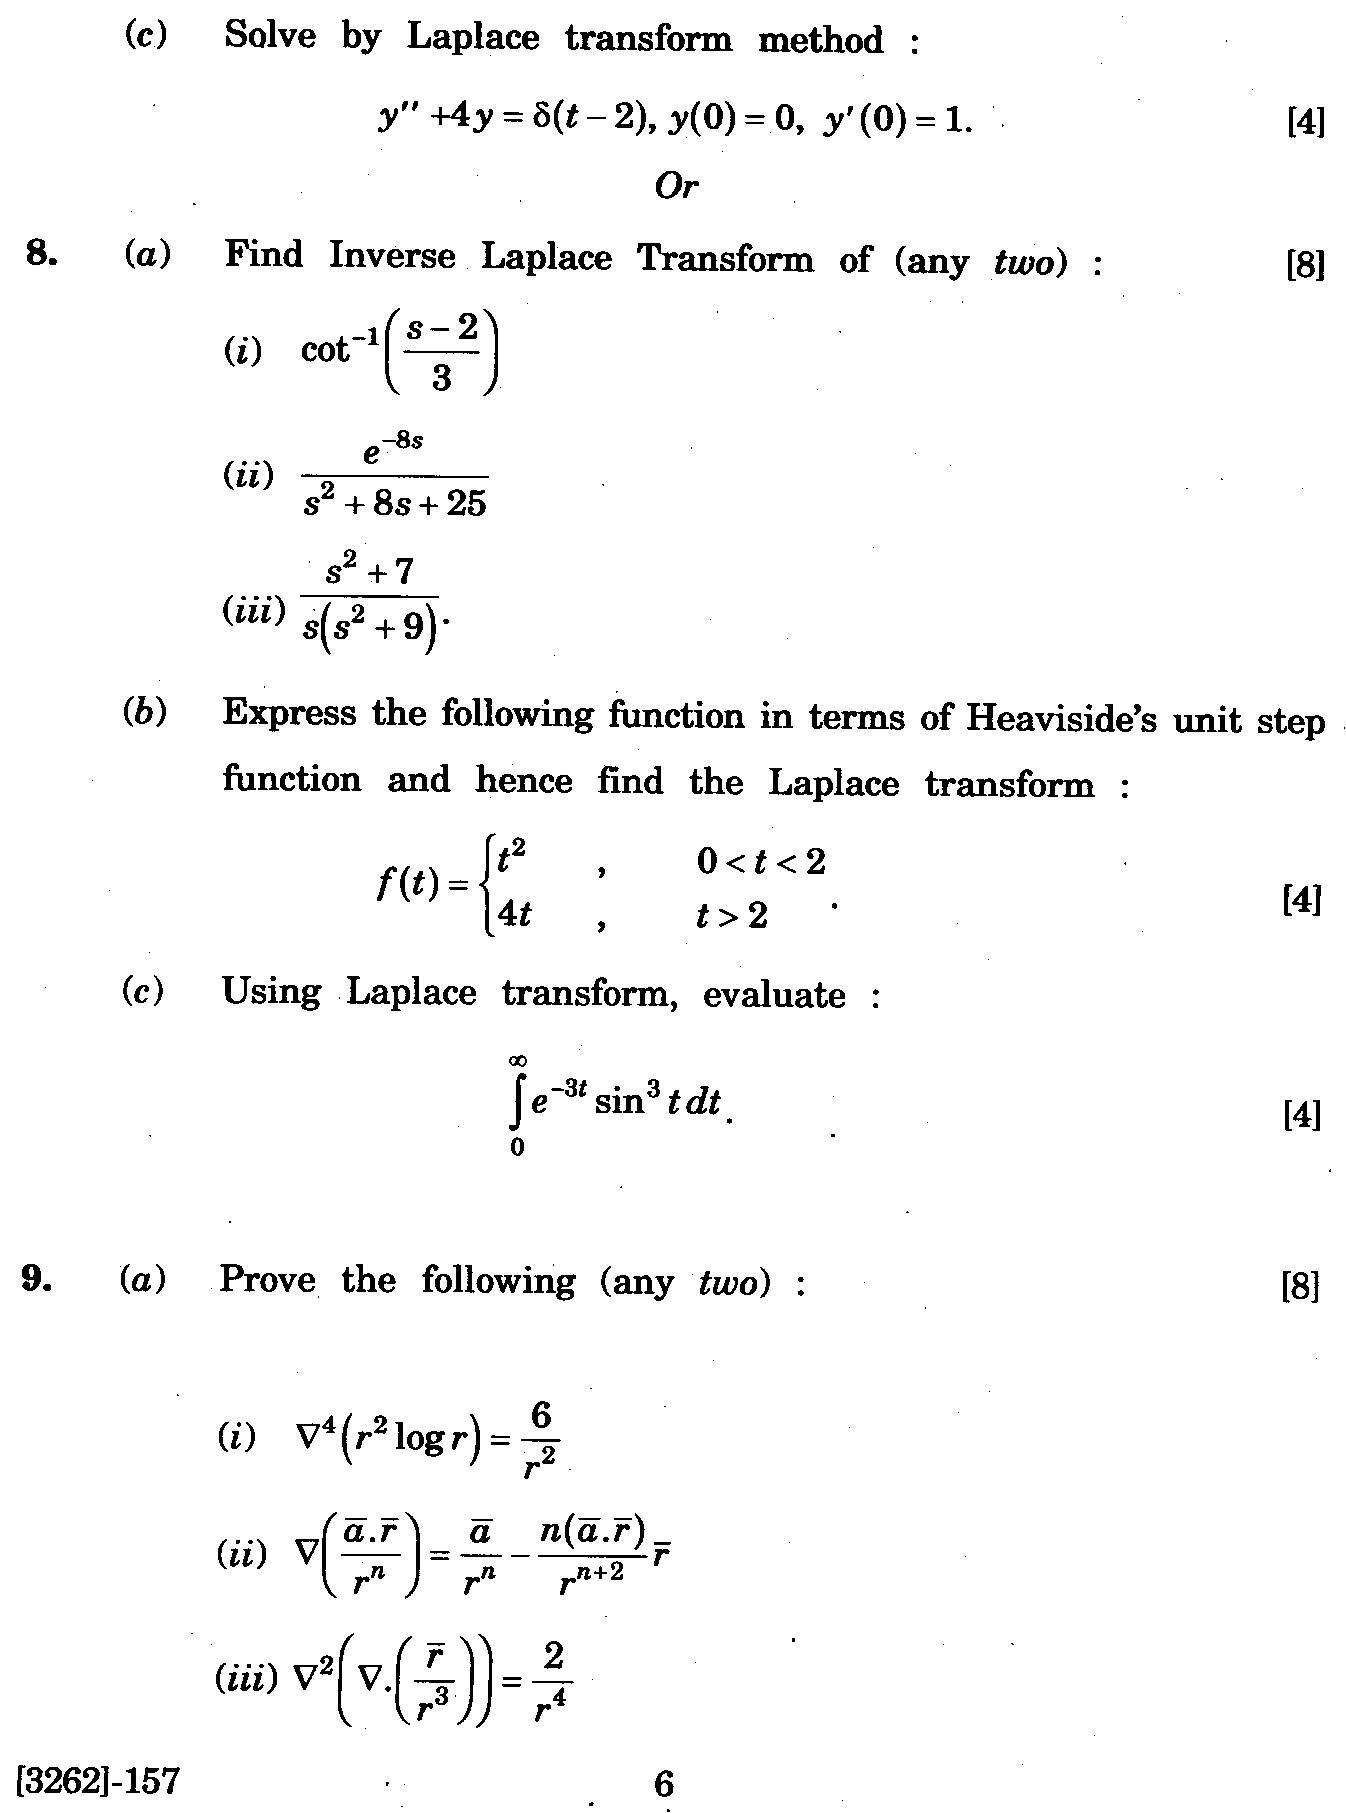 (c) Solve by Laplace transform method :
y″ +4y = δ(t – 2), y(0) = 0, y′(0) = 1. [4]
Or
8. (a) Find Inverse Laplace Transform of (any two) : [8]
(i) cot⁻¹((s – 2)/3)
(ii) e^(–8s)/(s² + 8s + 25)
(iii) (s² + 7)/(s(s² + 9)).
(b) Express the following function in terms of Heaviside's unit step
function and hence find the Laplace transform :
f(t) = { t² , 0 < t < 2
4t , t > 2 . [4]
(c) Using Laplace transform, evaluate :
∫₀^∞ e^(–3t) sin³ t dt. [4]
9. (a) Prove the following (any two) : [8]
(i) ∇⁴(r² log r) = 6/r²
(ii) ∇(ā.r̄/rⁿ) = ā/rⁿ – n(ā.r̄)/rⁿ⁺² r̄
(iii) ∇²(∇.(r̄/r³)) = 2/r⁴
[3262]-157 6